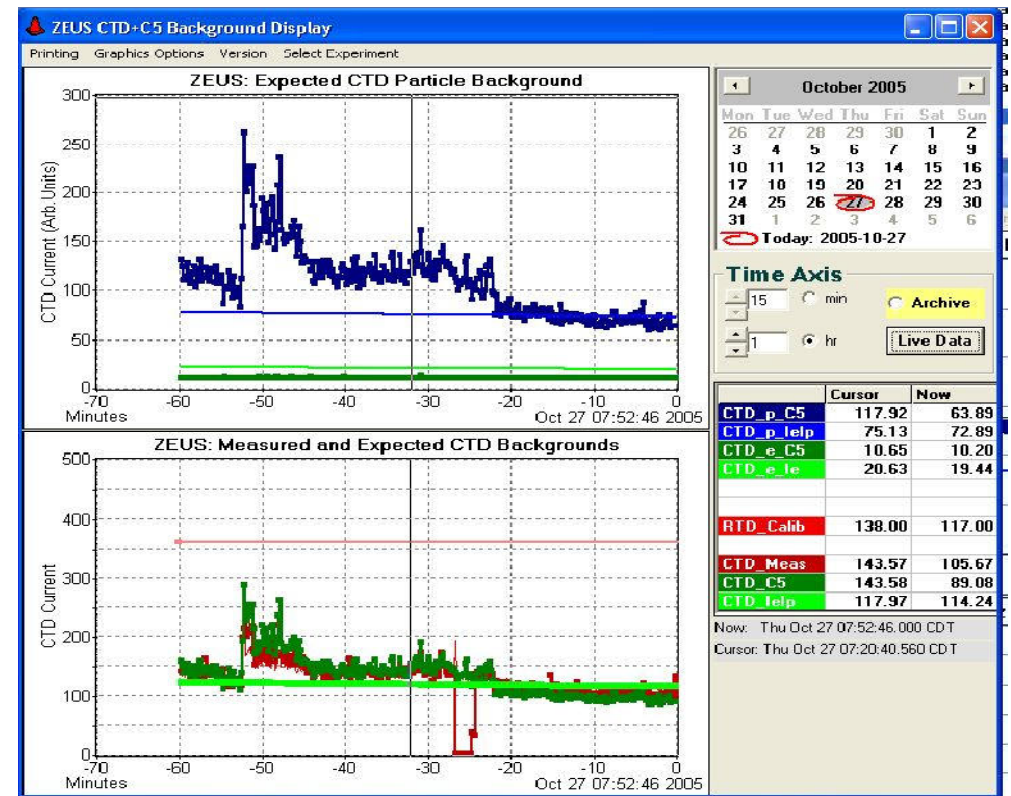 ZEUS CTD+C5 Background Display
Printing Graphics Options Version Select Experiment
ZEUS: Expected CTD Particle Background
CTD Current (Arb. Units)
300
250
200
150
100
50
0
-70 -60 -50 -40 -30 -20 -10 0
Minutes Oct 27 07:52:46 2005
ZEUS: Measured and Expected CTD Backgrounds
CTD Current
500
400
300
200
100
0
-70 -60 -50 -40 -30 -20 -10 0
Minutes Oct 27 07:52:46 2005
October 2005
Mon Tue Wed Thu Fri Sat Sun
26 27 28 29 30 1 2
3 4 5 6 7 8 9
10 11 12 13 14 15 16
17 18 19 20 21 22 23
24 25 26 27 28 29 30
31 1 2 3 4 5 6
Today: 2005-10-27
Time Axis
15 min
Archive
1 hr
Live Data
Cursor Now
CTD_p_C5 117.92 63.89
CTD_p_Ielp 75.13 72.89
CTD_e_C5 10.65 10.20
CTD_e_Ie 20.63 19.44
RTD_Calib 138.00 117.00
CTD_Meas 143.57 105.67
CTD_C5 143.58 89.08
CTD_Ielp 117.97 114.24
Now: Thu Oct 27 07:52:46.000 CDT
Cursor: Thu Oct 27 07:20:40.560 CDT